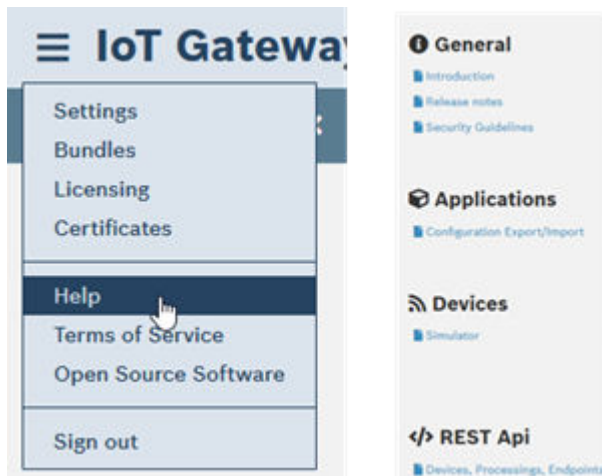 IoT Gateway
Settings
Bundles
Licensing
Certificates
Help
Terms of Service
Open Source Software
Sign out
General
Introduction
Release notes
Security Guidelines
Applications
Configuration Export/Import
Devices
Simulator
</> REST Api
Devices, Processings, Endpoints